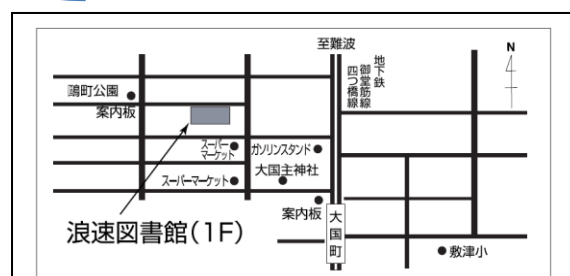 至難波
地下鉄
御堂筋線
四つ橋線
N
鴎町公園
案内板
スーパー
マーケット
ガソリンスタンド
大国主神社
スーパーマーケット
案内板
浪速図書館(1F)
大国町
敷津小